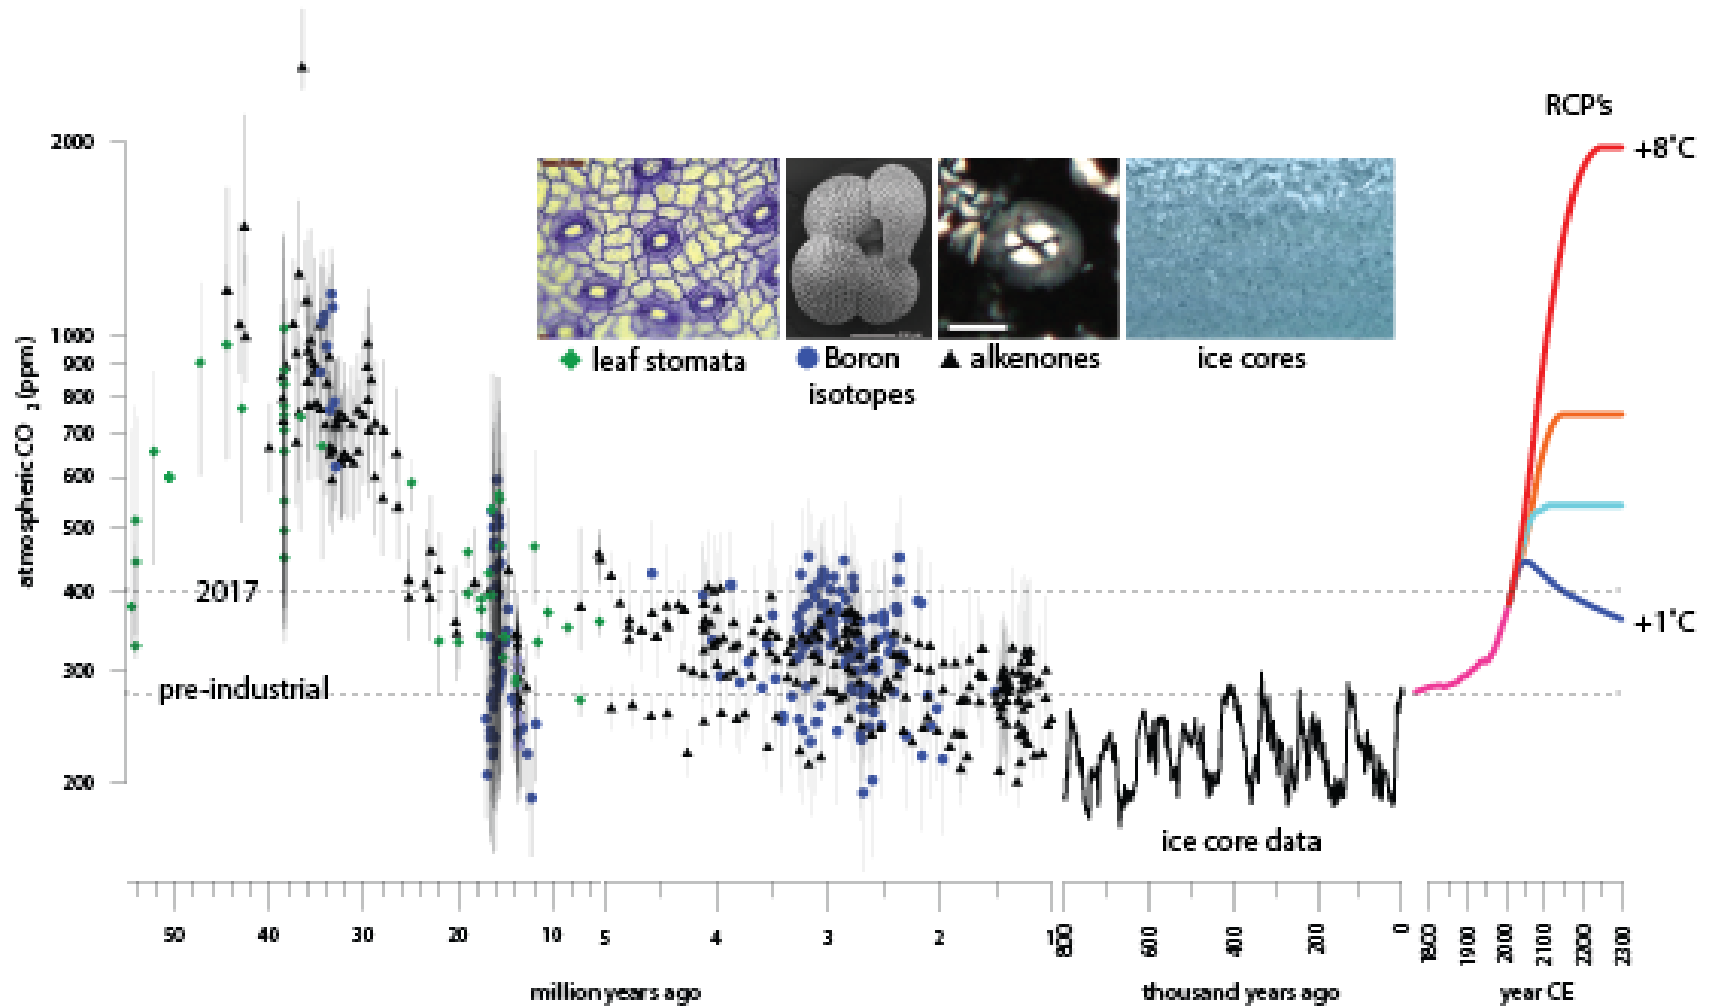 RCP's
2000
1000
900
800
700
600
500
400
300
200
atmospheric CO 2 (ppm)
+8°C
+1°C
leaf stomata
Boron
isotopes
alkenones
ice cores
2017
pre-industrial
ice core data
50 40 30 20 10 5 4 3 2 1
800 600 400 200 0
1800 1900 2000 2100 2200 2300
million years ago
thousand years ago
year CE